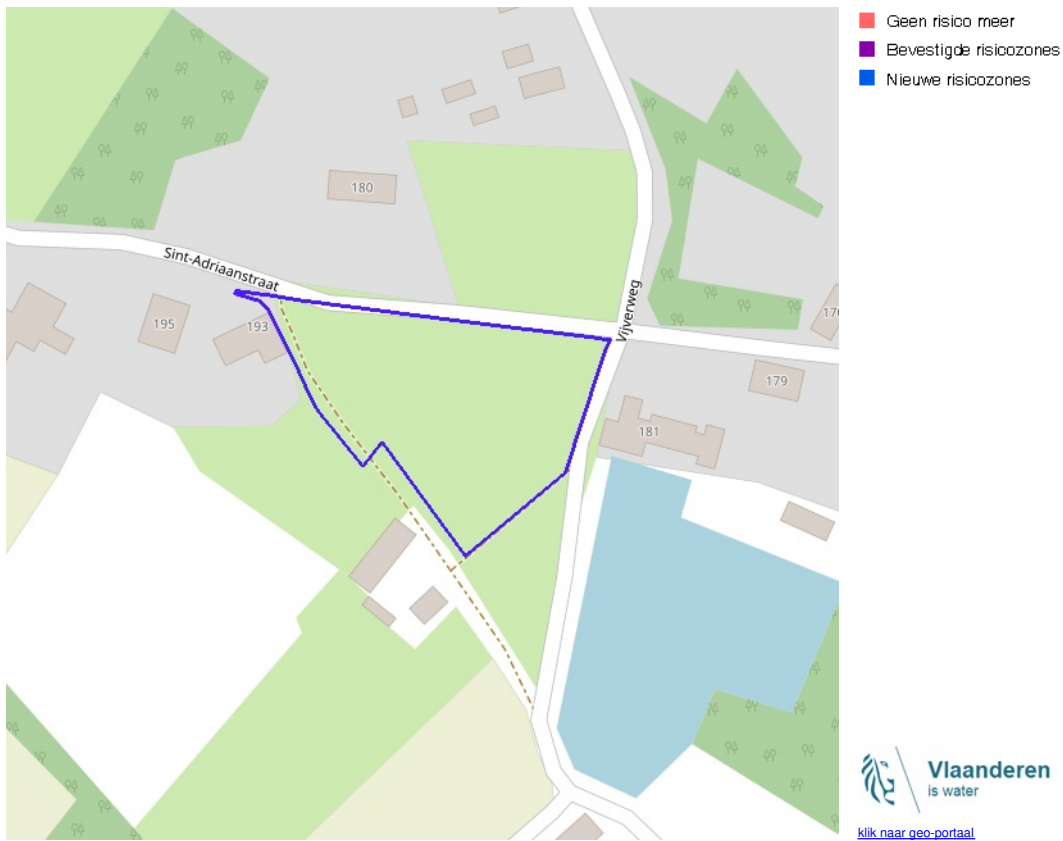 Geen risico meer
Bevestigde risicozones
Nieuwe risicozones
180
Sint-Adriaanstraat
195
193
Vijverweg
179
181
Vlaanderen
is water
klik naar geo-portaal